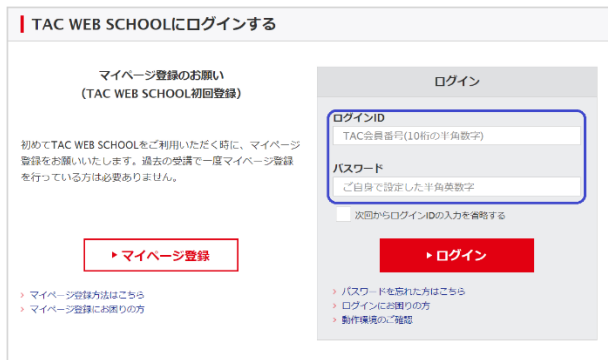 TAC WEB SCHOOLにログインする
マイページ登録のお願い
(TAC WEB SCHOOL初回登録)
初めてTAC WEB SCHOOLをご利用いただく時に、マイページ
登録をお願いいたします。過去の受講で一度マイページ登録
を行っている方は必要ありません。
マイページ登録
マイページ登録方法はこちら
マイページ登録にお困りの方
ログイン
ログインID
TAC会員番号(10桁の半角数字)
パスワード
ご自身で設定した半角英数字
次回からログインIDの入力を省略する
ログイン
パスワードを忘れた方はこちら
ログインにお困りの方
動作環境のご確認